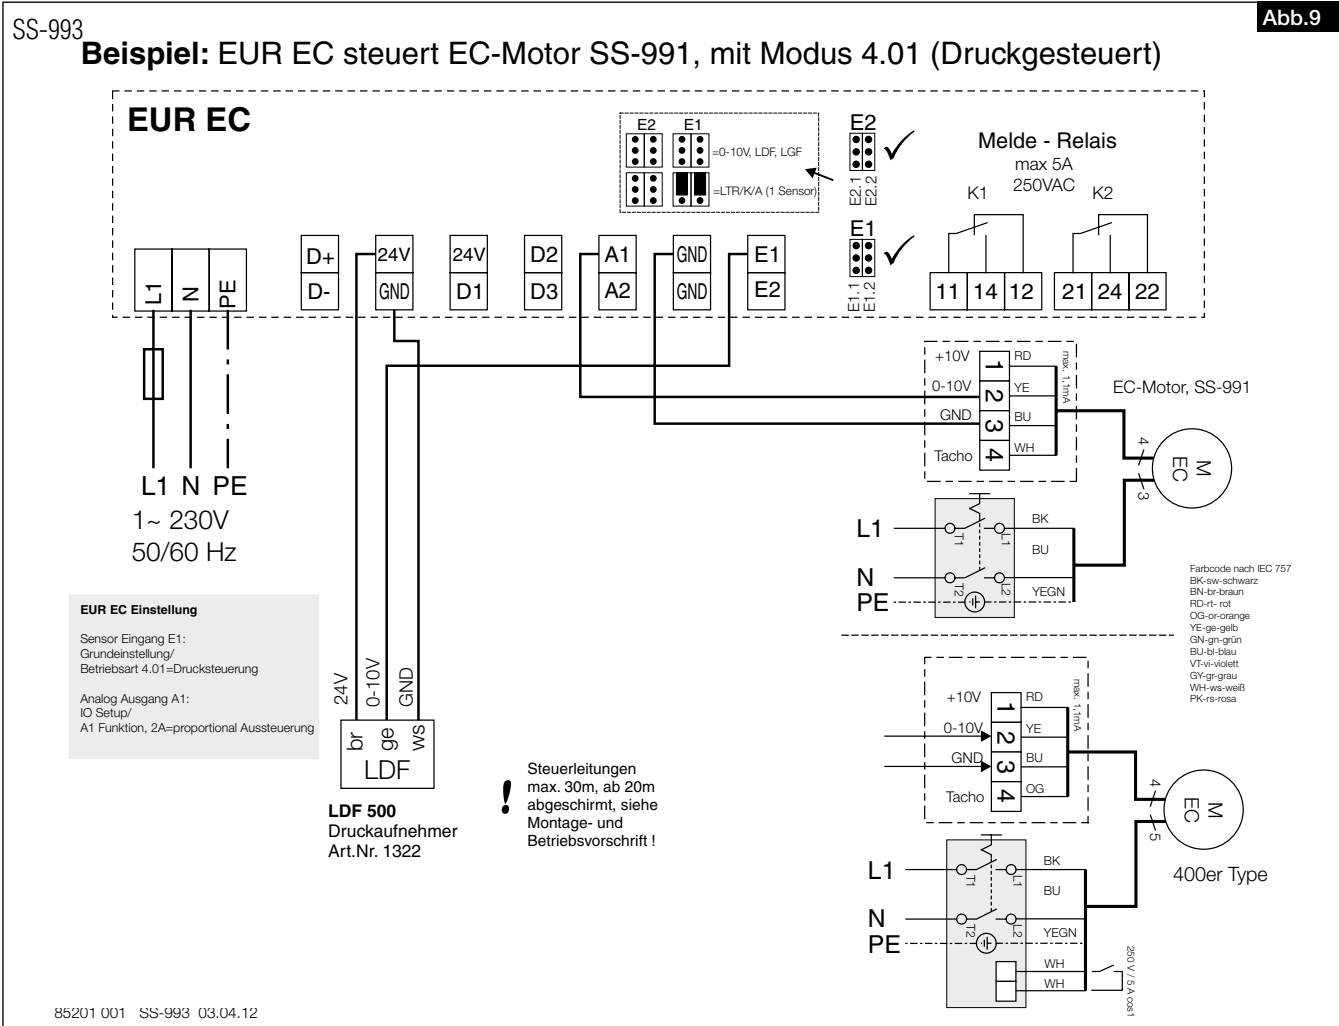 SS-993
Abb.9
Beispiel: EUR EC steuert EC-Motor SS-991, mit Modus 4.01 (Druckgesteuert)
EUR EC
E2 E1
=0-10V, LDF, LGF
=LTR/K/A (1 Sensor)
E2
E2.1
E2.2
E1
E1.1
E1.2
Melde - Relais
max 5A
250VAC
K1 K2
11 14 12 21 24 22
L1 N PE
D+ 24V 24V D2 A1 GND E1
D- GND D1 D3 A2 GND E2
L1 N PE
1~ 230V
50/60 Hz
EUR EC Einstellung
Sensor Eingang E1:
Grundeinstellung/
Betriebsart 4.01=Drucksteuerung
Analog Ausgang A1:
IO Setup/
A1 Funktion, 2A=proportional Aussteuerung
24V
0-10V
GND
br
ge
ws
LDF
LDF 500
Druckaufnehmer
Art.Nr. 1322
!
Steuerleitungen
max. 30m, ab 20m
abgeschirmt, siehe
Montage- und
Betriebsvorschrift !
+10V 1 RD
0-10V 2 YE
GND 3 BU
Tacho 4 WH
max. 1,1mA
EC-Motor, SS-991
4
3
M
EC
L1 T1 L1 BK
BU
N T2 L2
PE YEGN
Farbcode nach IEC 757
BK-sw-schwarz
BN-br-braun
RD-rt- rot
OG-or-orange
YE-ge-gelb
GN-gn-grün
BU-bl-blau
VT-vi-violett
GY-gr-grau
WH-ws-weiß
PK-rs-rosa
+10V 1 RD
0-10V 2 YE
GND 3 BU
Tacho 4 OG
max. 1,1mA
4
5
M
EC
400er Type
L1 T1 L1 BK
BU
N T2 L2
PE YEGN
WH
WH
250 V / 5 A cos1
85201 001 SS-993 03.04.12